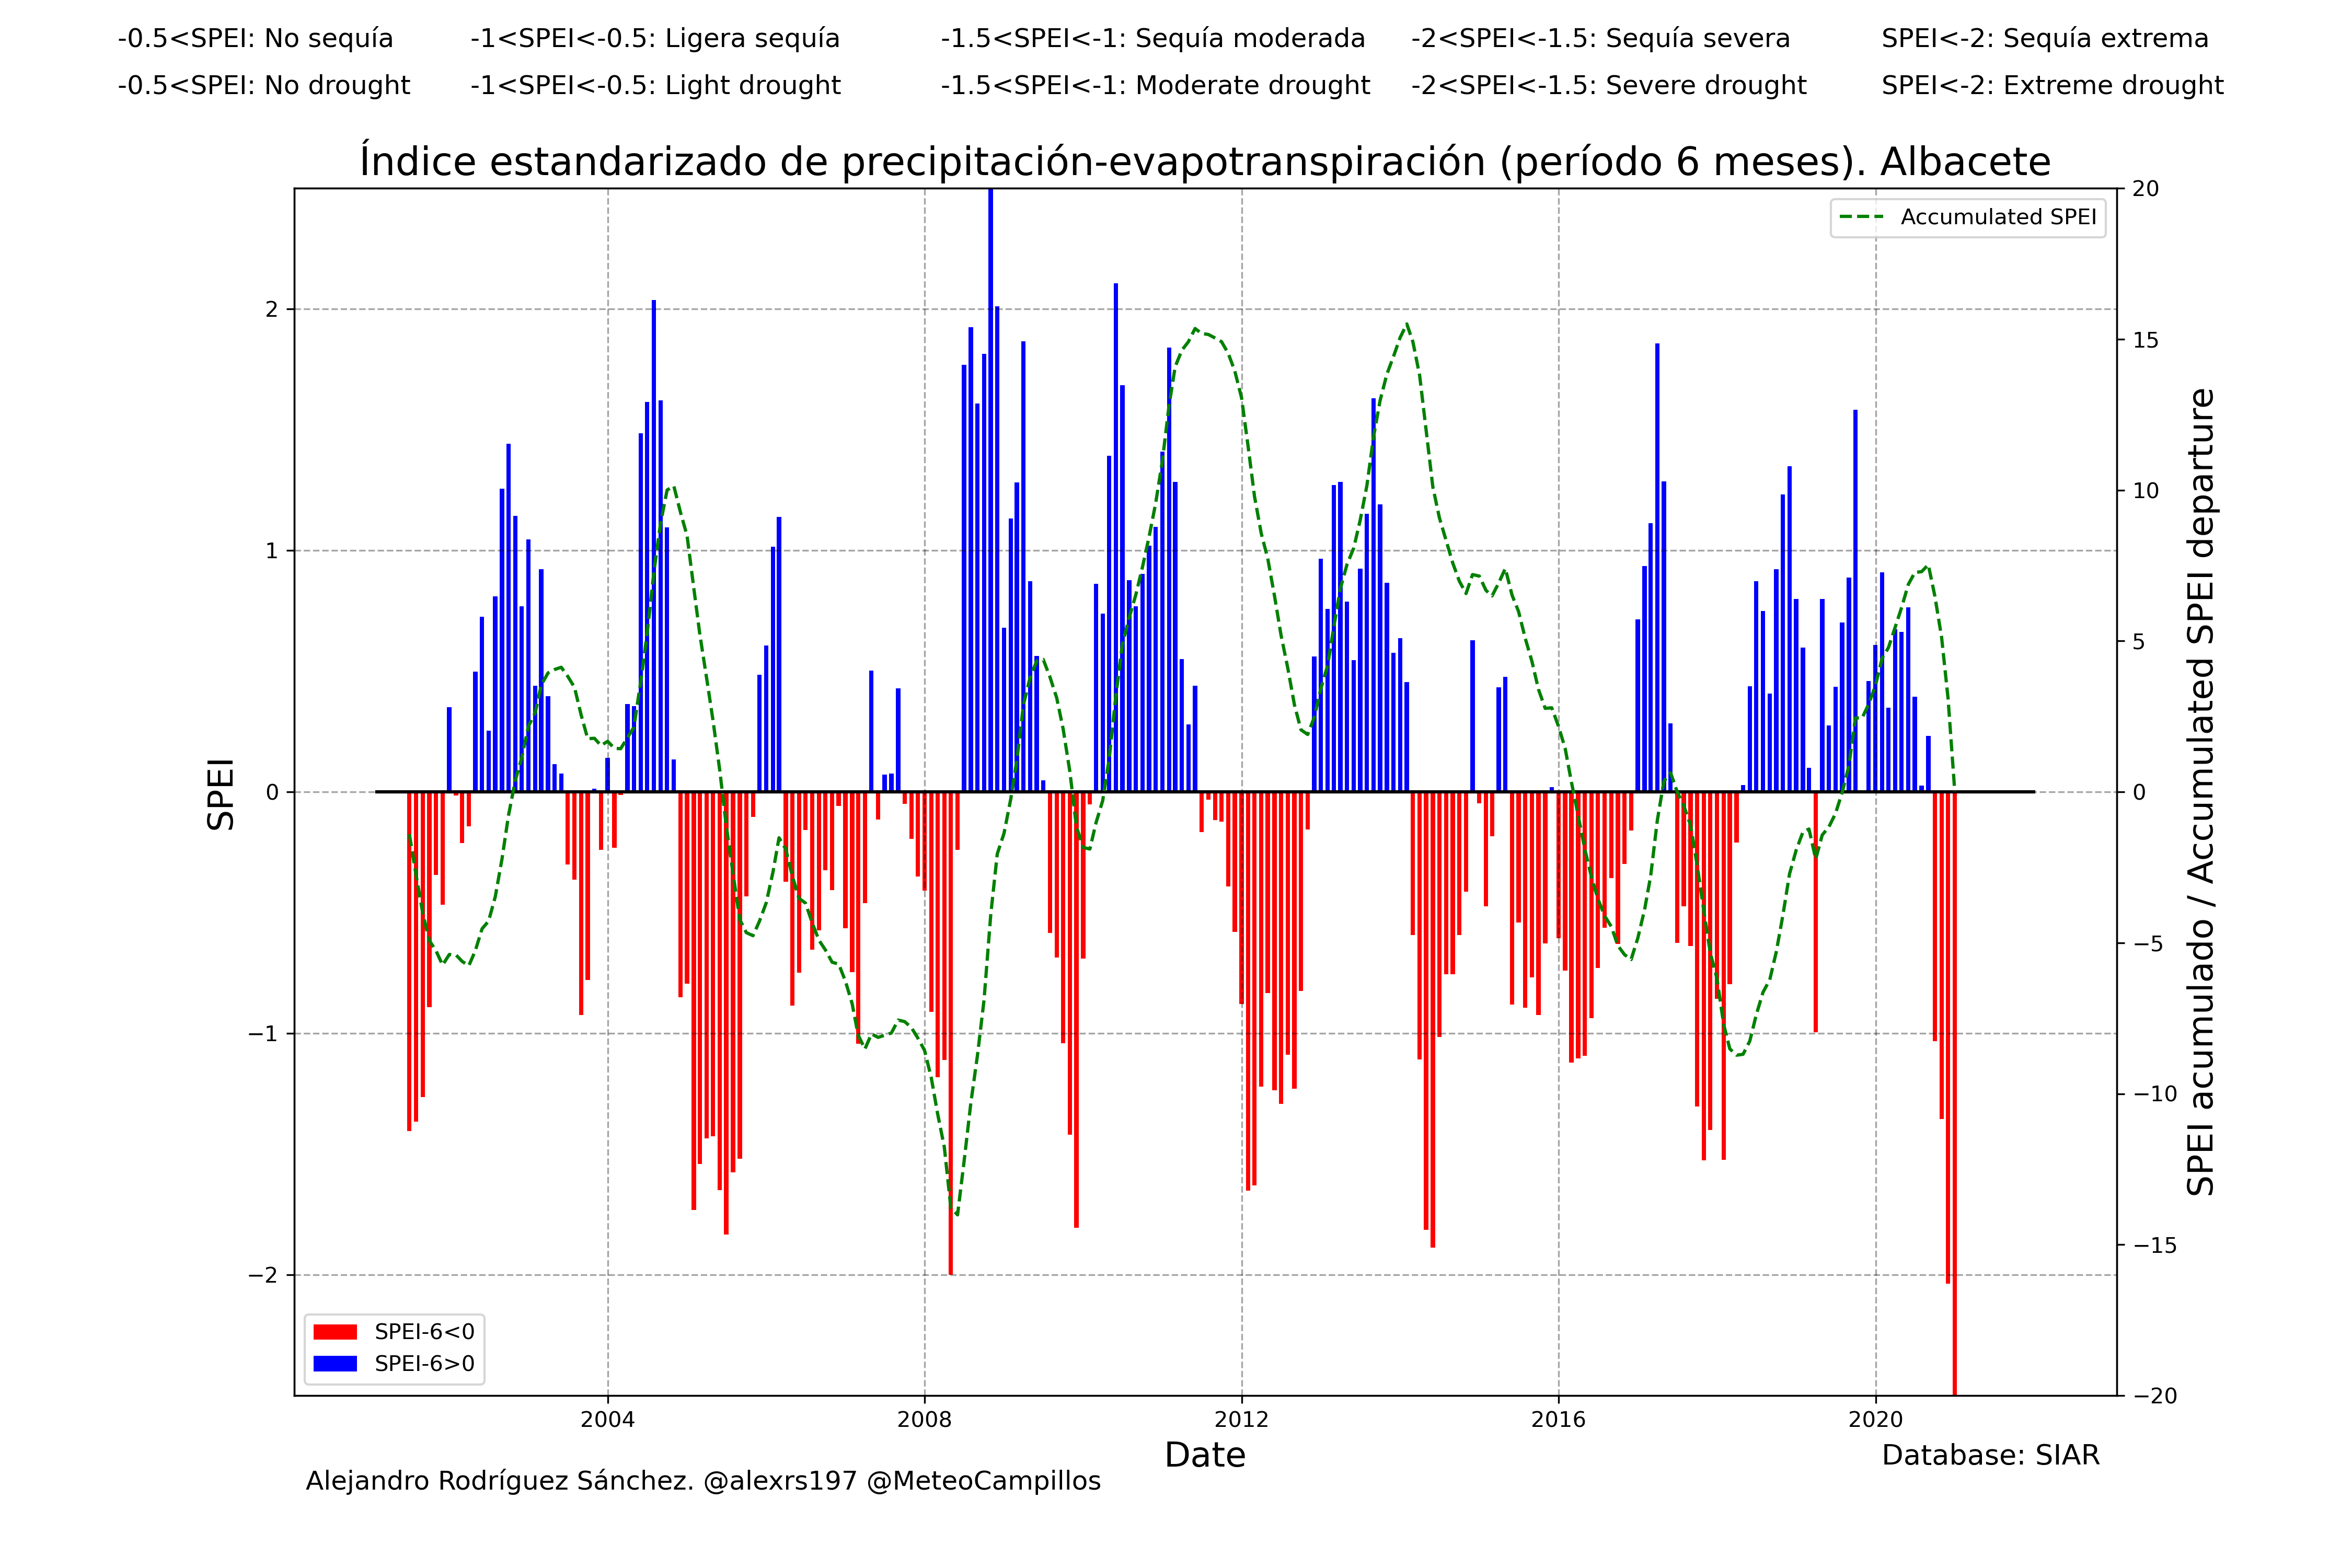 -0.5<SPEI: No sequía -1<SPEI<-0.5: Ligera sequía -1.5<SPEI<-1: Sequía moderada -2<SPEI<-1.5: Sequía severa SPEI<-2: Sequía extrema
-0.5<SPEI: No drought -1<SPEI<-0.5: Light drought -1.5<SPEI<-1: Moderate drought -2<SPEI<-1.5: Severe drought SPEI<-2: Extreme drought
Índice estandarizado de precipitación-evapotranspiración (período 6 meses). Albacete
Accumulated SPEI
2
1
0
−1
−2
SPEI
20
15
10
5
0
−5
−10
−15
−20
SPEI acumulado / Accumulated SPEI departure
SPEI-6<0
SPEI-6>0
2004 2008 2012 2016 2020
Date
Database: SIAR
Alejandro Rodríguez Sánchez. @alexrs197 @MeteoCampillos